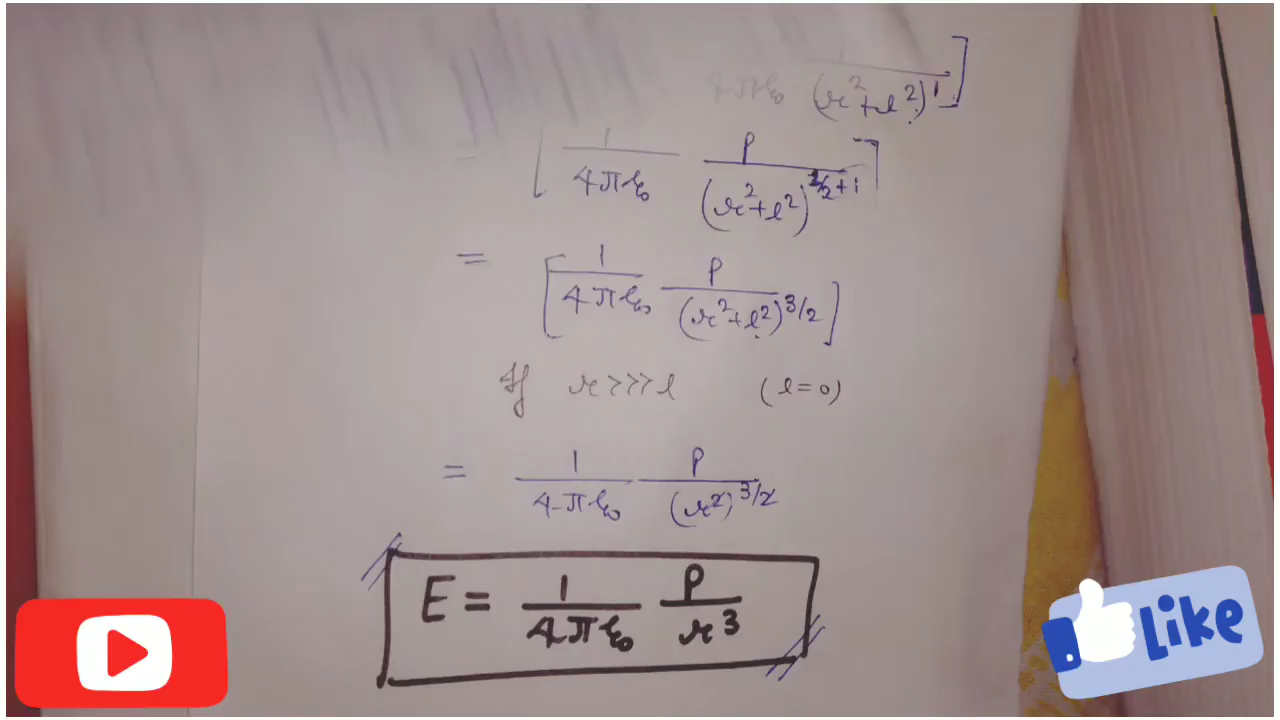 4πε₀ (r²+l²)¹]
= [ 1/4πε₀ P/(r²+l²)^(1/2+1) ]
= [ 1/4πε₀ P/(r²+l²)^(3/2) ]
If r>>>l (l=0)
= 1/4πε₀ P/(r²)^(3/2)
E = 1/4πε₀ P/r³
Like